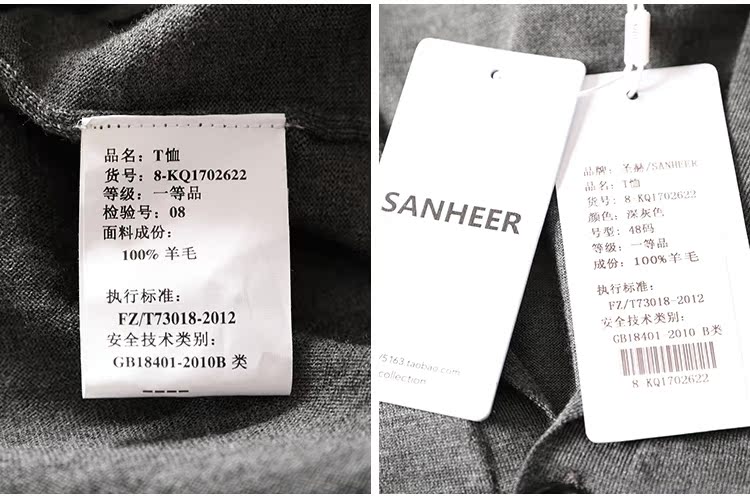 品名：T恤
货号：8-KQ1702622
等级：一等品
检验号：08
面料成份：
100% 羊毛
执行标准：
FZ/T73018-2012
安全技术类别：
GB18401-2010B 类
SANHEER
/5163.taobao.com
collection
品牌：圣赫/SANHEER
品名：T恤
货号：8-KQ1702622
颜色：深灰色
号型：48码
等级：一等品
成份：100%羊毛
执行标准：
FZ/T73018-2012
安全技术类别：
GB18401-2010 B类
8 KQ1702622